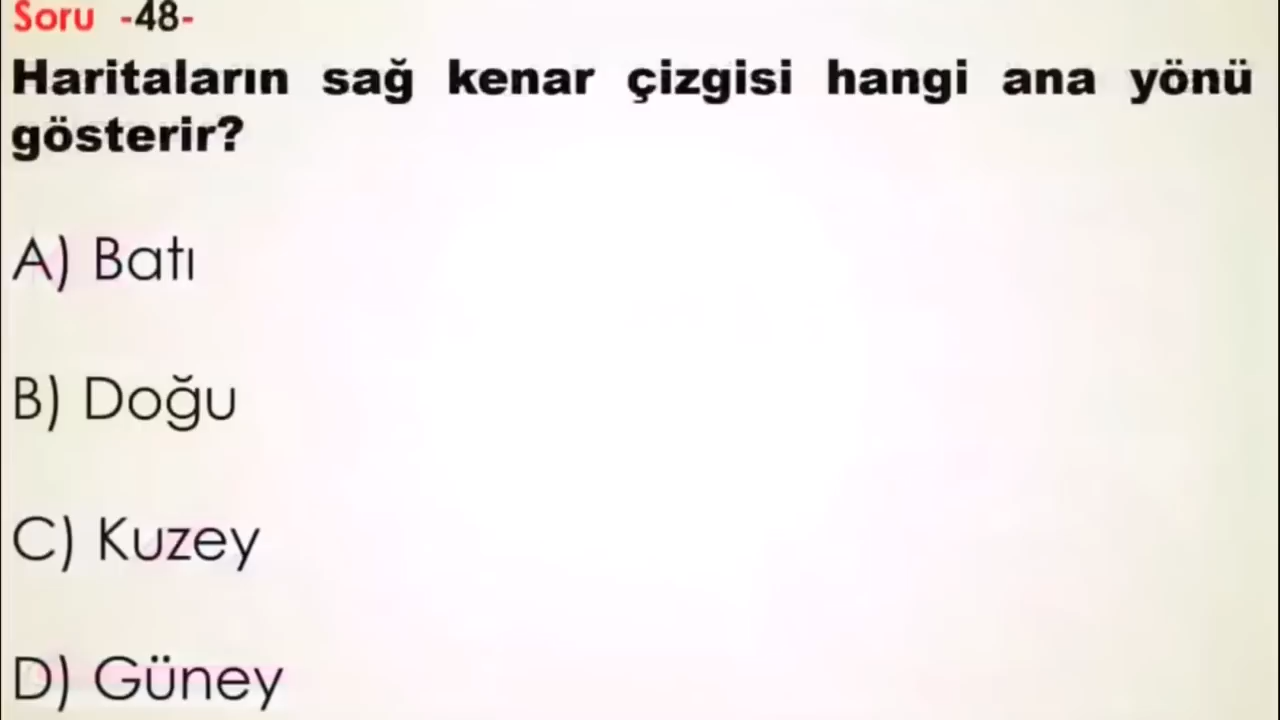 Soru -48-
Haritaların sağ kenar çizgisi hangi ana yönü
gösterir?
A) Batı
B) Doğu
C) Kuzey
D) Güney